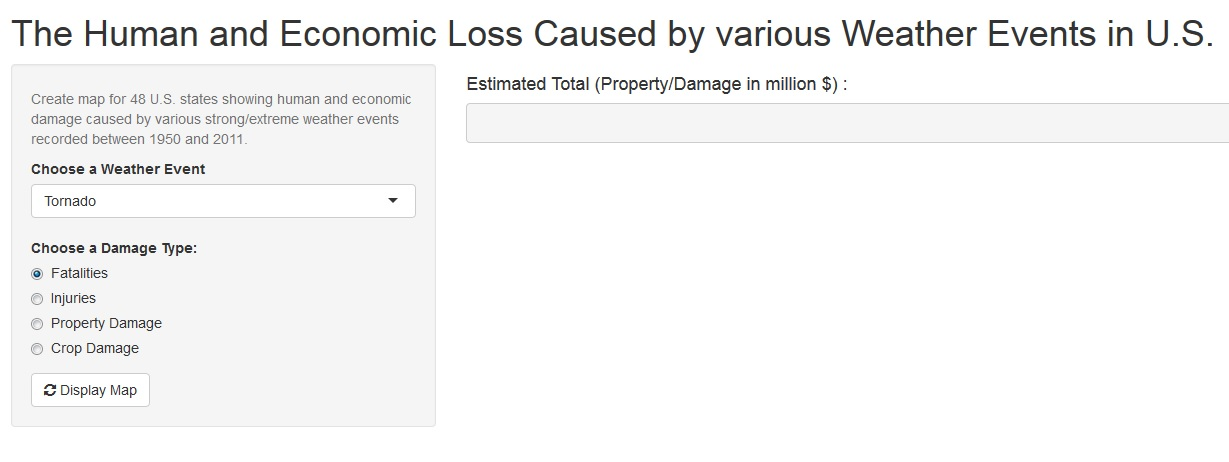 The Human and Economic Loss Caused by various Weather Events in U.S.
Create map for 48 U.S. states showing human and economic
damage caused by various strong/extreme weather events
recorded between 1950 and 2011.
Choose a Weather Event
Tornado
Choose a Damage Type:
Fatalities
Injuries
Property Damage
Crop Damage
Display Map
Estimated Total (Property/Damage in million $) :